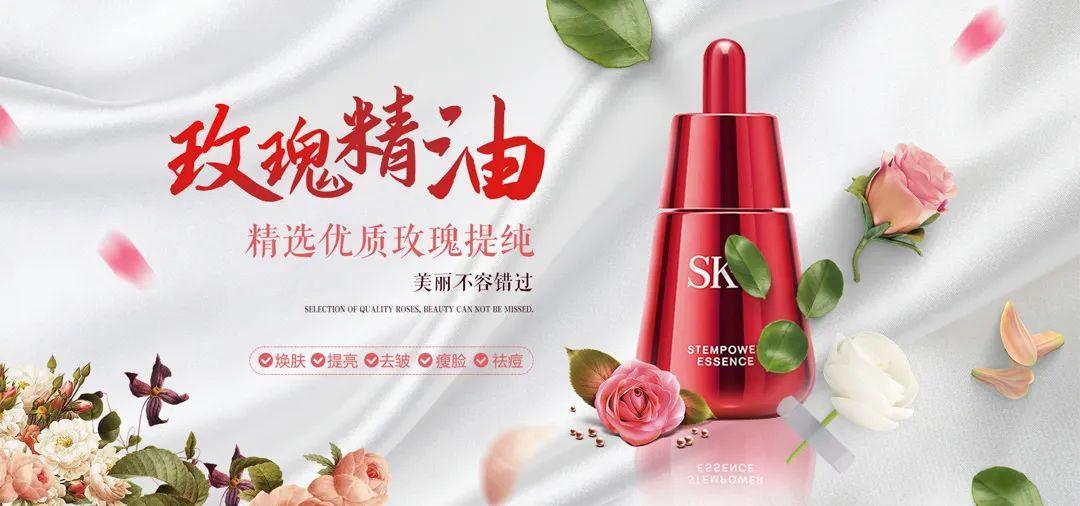 玫瑰精油
精选优质玫瑰提纯
美丽不容错过
SELECTION OF QUALITY ROSES, BEAUTY CAN NOT BE MISSED.
焕肤 提亮 去皱 瘦脸 祛痘
SK
STEMPOWE
ESSENCE